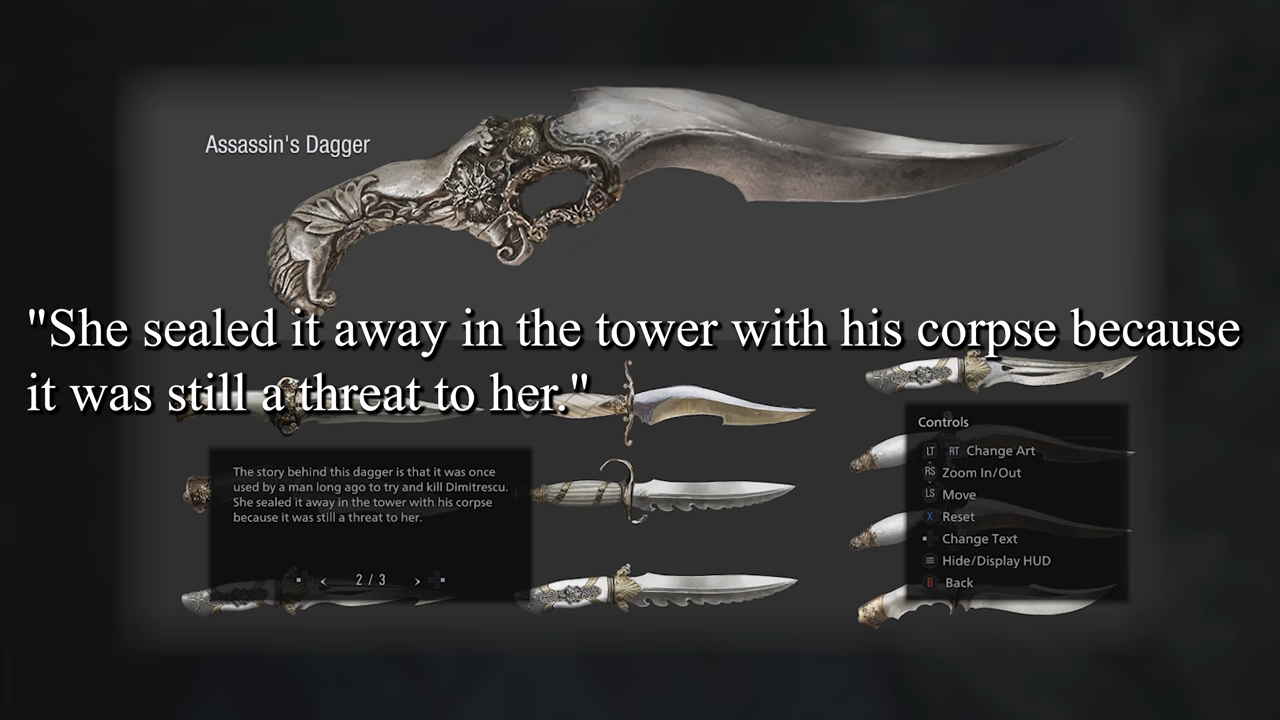 Assassin's Dagger
"She sealed it away in the tower with his corpse because
it was still a threat to her."
The story behind this dagger is that it was once
used by a man long ago to try and kill Dimitrescu.
She sealed it away in the tower with his corpse
because it was still a threat to her.
2 / 3
Controls
LT RT Change Art
RS Zoom In/Out
LS Move
X Reset
Change Text
Hide/Display HUD
B Back